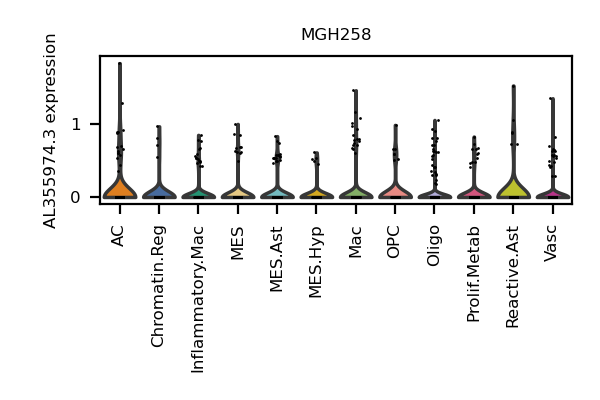 MGH258
AL355974.3 expression
1
0
AC
Chromatin.Reg
Inflammatory.Mac
MES
MES.Ast
MES.Hyp
Mac
OPC
Oligo
Prolif.Metab
Reactive.Ast
Vasc